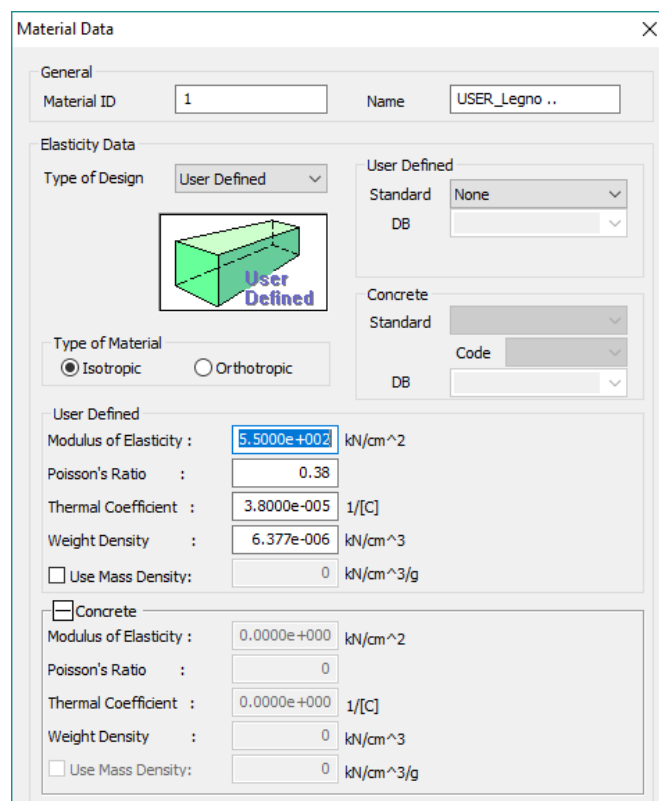 Material Data
General
Material ID 1 Name USER_Legno ..
Elasticity Data
Type of Design User Defined
User Defined
Standard None
DB
User Defined
Concrete
Standard
Code
DB
Type of Material
Isotropic Orthotropic
User Defined
Modulus of Elasticity : 5.5000e+002 kN/cm^2
Poisson's Ratio : 0.38
Thermal Coefficient : 3.8000e-005 1/[C]
Weight Density : 6.377e-006 kN/cm^3
Use Mass Density: 0 kN/cm^3/g
Concrete
Modulus of Elasticity : 0.0000e+000 kN/cm^2
Poisson's Ratio : 0
Thermal Coefficient : 0.0000e+000 1/[C]
Weight Density : 0 kN/cm^3
Use Mass Density: 0 kN/cm^3/g